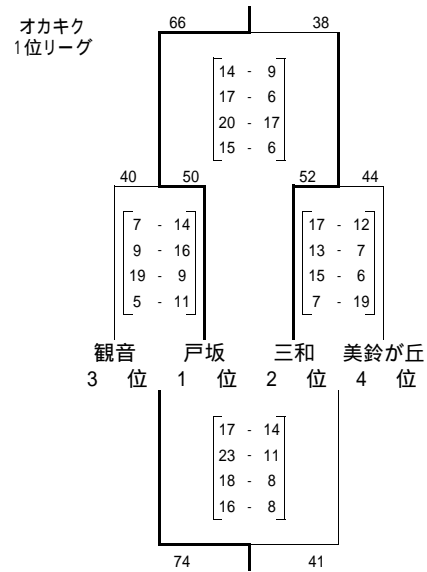 オカキク
1位リーグ
66 38
14 - 9
17 - 6
20 - 17
15 - 6
40 50 52 44
7 - 14 17 - 12
9 - 16 13 - 7
19 - 9 15 - 6
5 - 11 7 - 19
観音 戸坂 三和 美鈴が丘
3 位 1 位 2 位 4 位
17 - 14
23 - 11
18 - 8
16 - 8
74 41